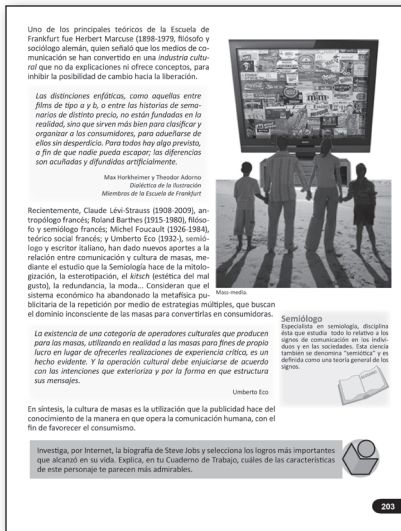 Uno de los principales teóricos de la Escuela de
Frankfurt fue Herbert Marcuse (1898-1979, filósofo y
sociólogo alemán, quien señaló que los medios de co-
municación se han convertido en una industria cultu-
ral que no da explicaciones ni ofrece conceptos, para
inhibir la posibilidad de cambio hacia la liberación.
Las distinciones enfáticas, como aquellas entre
films de tipo a y b, o entre las historias de sema-
narios de distinto precio, no están fundadas en la
realidad, sino que sirven más bien para clasificar y
organizar a los consumidores, para adueñarse de
ellos sin desperdicio. Para todos hay algo previsto,
a fin de que nadie pueda escapar; las diferencias
son acuñadas y difundidas artificialmente.
Max Horkheimer y Theodor Adorno
Dialéctica de la Ilustración
Miembros de la Escuela de Frankfurt
Recientemente, Claude Lévi-Strauss (1908-2009), an-
tropólogo francés; Roland Barthes (1915-1980), filóso-
fo y semiólogo francés; Michel Foucault (1926-1984),
teórico social francés; y Umberto Eco (1932-), semió-
logo y escritor italiano, han dado nuevos aportes a la
relación entre comunicación y cultura de masas, me-
diante el estudio que la Semiología hace de la mitolo-
gización, la esterotipación, el kitsch (estética del mal
gusto), la redundancia, la moda... Consideran que el
sistema económico ha abandonado la metafísica pu-
Mass-media.
blicitaria de la repetición por medio de estrategias múltiples, que buscan
el dominio inconsciente de las masas para convertirlas en consumidoras.
La existencia de una categoría de operadores culturales que producen
para las masas, utilizando en realidad a las masas para fines de propio
lucro en lugar de ofrecerles realizaciones de experiencia crítica, es un
hecho evidente. Y la operación cultural debe enjuiciarse de acuerdo
con las intenciones que exterioriza y por la forma en que estructura
sus mensajes.
Umberto Eco
Semiólogo
Especialista en semiología, disciplina
ésta que estudia todo lo relativo a los
signos de comunicación en los indivi-
duos y en las sociedades. Esta ciencia
también se denomina "semiótica" y es
definida como una teoría general de los
signos.
En síntesis, la cultura de masas es la utilización que la publicidad hace del
conocimiento de la manera en que opera la comunicación humana, con el
fin de favorecer el consumismo.
Investiga, por Internet, la biografía de Steve Jobs y selecciona los logros más importantes
que alcanzó en su vida. Explica, en tu Cuaderno de Trabajo, cuáles de las características
de este personaje te parecen más admirables.
203